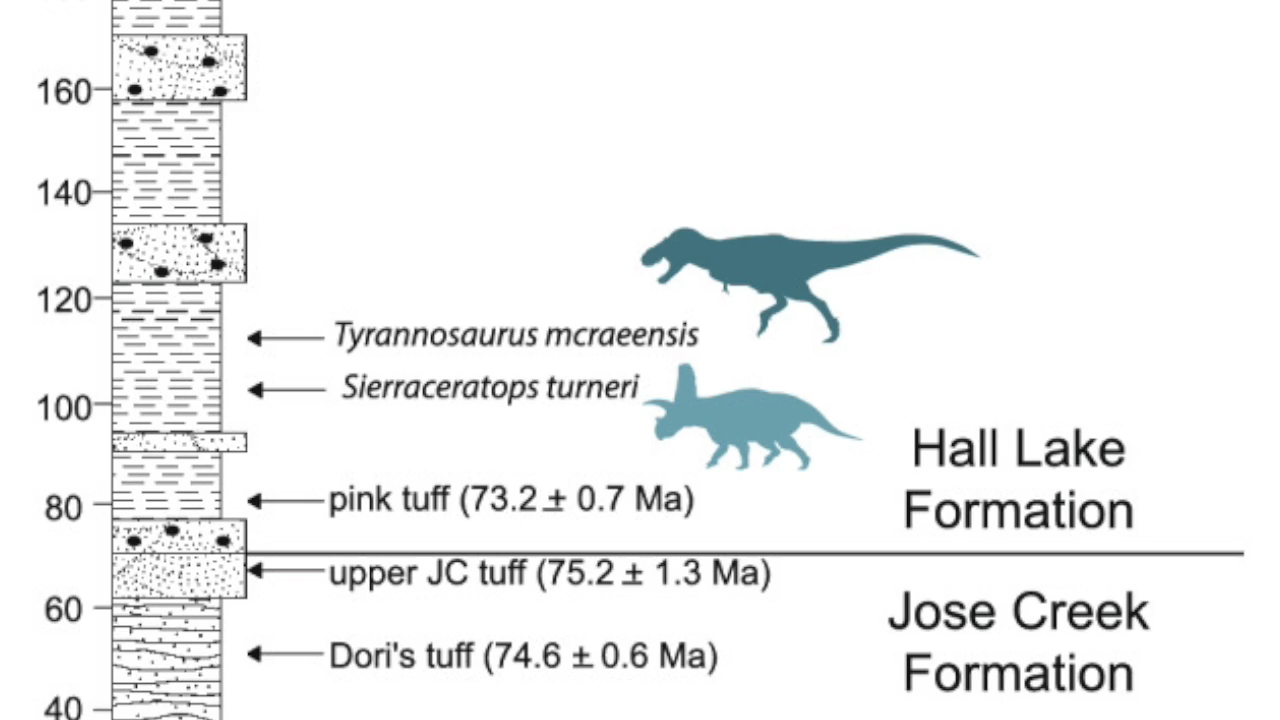 160
140
120
Tyrannosaurus mcraeensis
Sierraceratops turneri
100
Hall Lake
Formation
80
pink tuff (73.2 ± 0.7 Ma)
upper JC tuff (75.2 ± 1.3 Ma)
60
Jose Creek
Formation
Dori's tuff (74.6 ± 0.6 Ma)
40